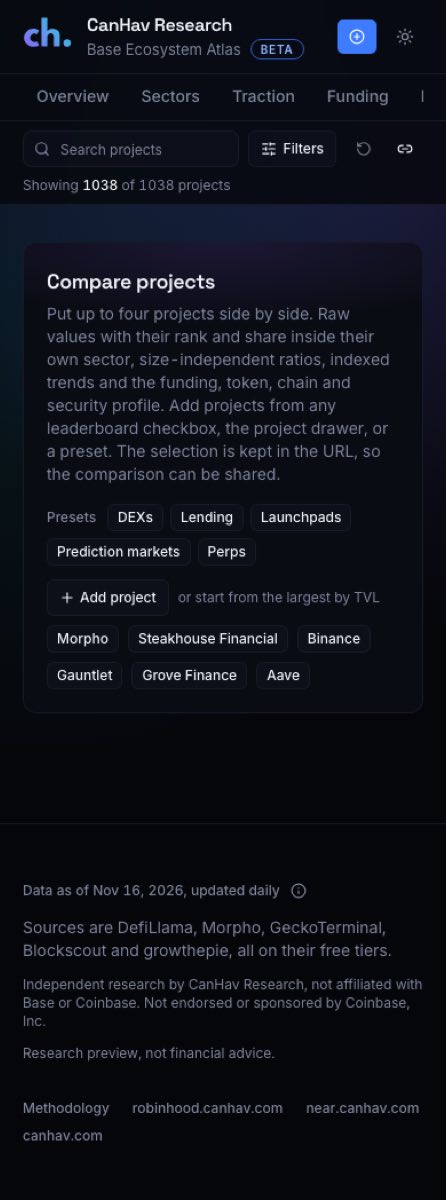 ch.
CanHav Research
Base Ecosystem Atlas BETA
Overview Sectors Traction Funding
Search projects Filters
Showing 1038 of 1038 projects
Compare projects
Put up to four projects side by side. Raw
values with their rank and share inside their
own sector, size-independent ratios, indexed
trends and the funding, token, chain and
security profile. Add projects from any
leaderboard checkbox, the project drawer, or
a preset. The selection is kept in the URL, so
the comparison can be shared.
Presets DEXs Lending Launchpads
Prediction markets Perps
+ Add project or start from the largest by TVL
Morpho Steakhouse Financial Binance
Gauntlet Grove Finance Aave
Data as of Nov 16, 2026, updated daily
Sources are DefiLlama, Morpho, GeckoTerminal,
Blockscout and growthepie, all on their free tiers.
Independent research by CanHav Research, not affiliated with
Base or Coinbase. Not endorsed or sponsored by Coinbase,
Inc.
Research preview, not financial advice.
Methodology robinhood.canhav.com near.canhav.com
canhav.com